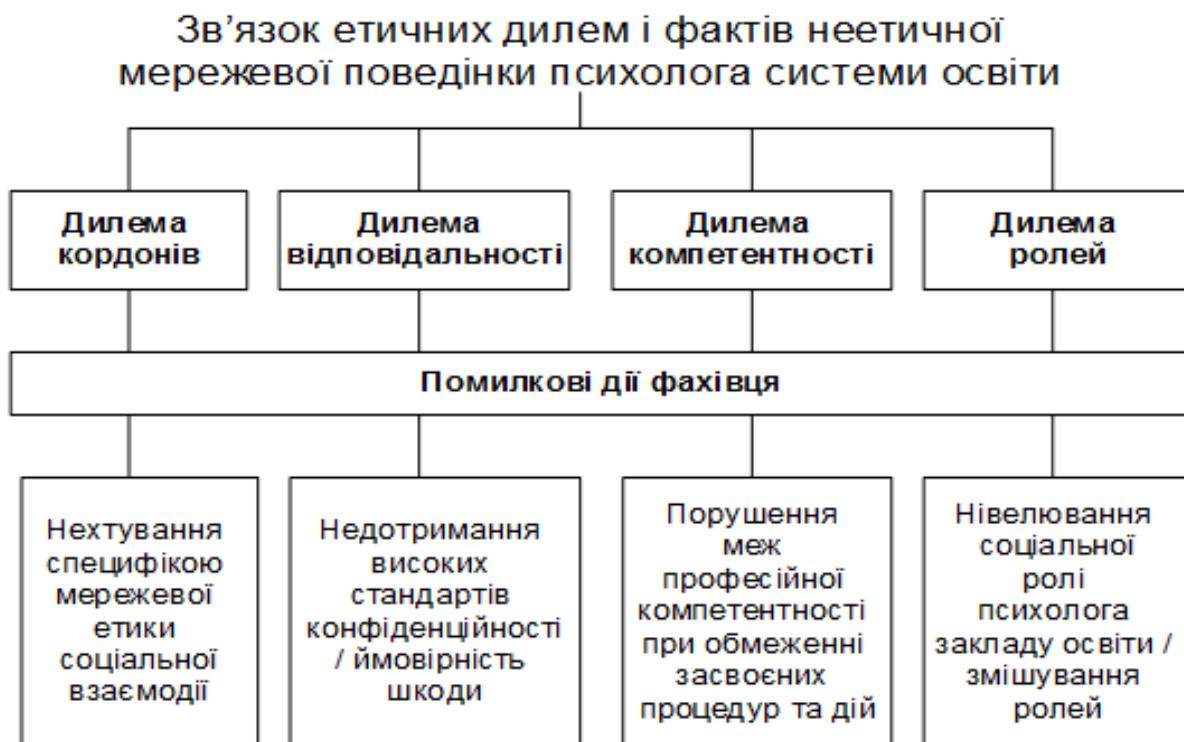 Зв’язок етичних дилем і фактів неетичної
мережевої поведінки психолога системи освіти
Дилема
кордонів
Дилема
відповідальності
Дилема
компетентності
Дилема
ролей
Помилкові дії фахівця
Нехтування
специфікою
мережевої
етики
соціальної
взаємодії
Недотримання
високих
стандартів
конфіденційності
/ ймовірність
шкоди
Порушення
меж
професійної
компетентності
при обмеженні
засвоєних
процедур та дій
Нівелювання
соціальної
ролі
психолога
закладу освіти /
змішування
ролей